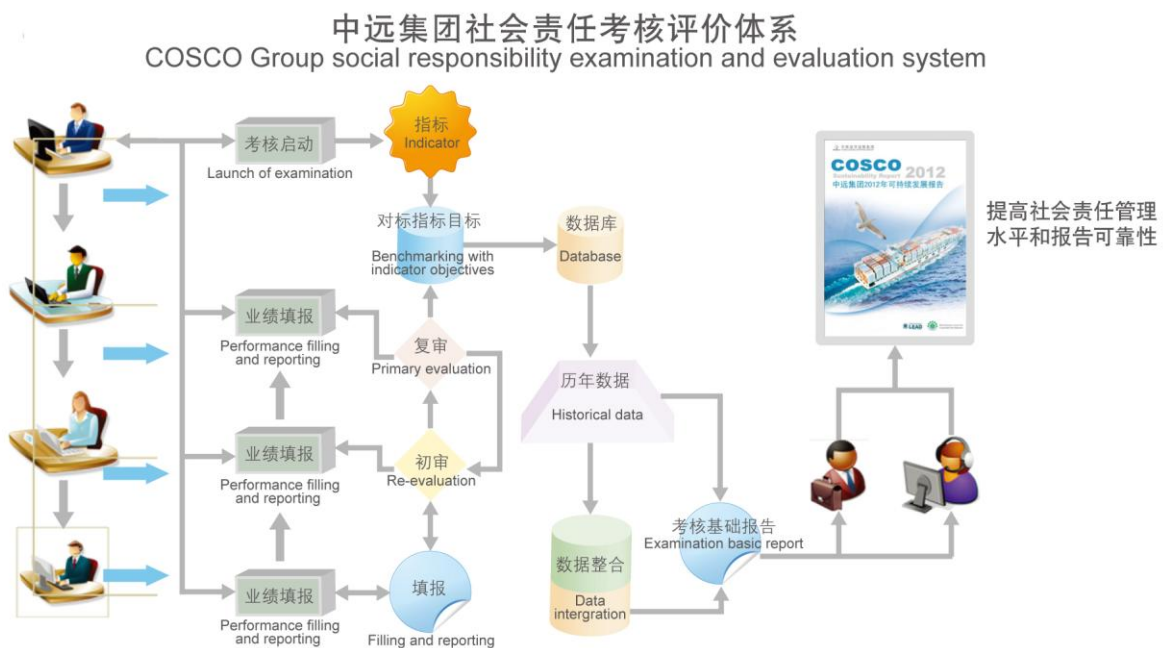 中远集团社会责任考核评价体系
COSCO Group social responsibility examination and evaluation system
考核启动
Launch of examination
指标
Indicator
对标指标目标
Benchmarking with
indicator objectives
数据库
Database
业绩填报
Performance filling
and reporting
复审
Primary evaluation
历年数据
Historical data
业绩填报
Performance filling
and reporting
初审
Re-evaluation
数据整合
Data
intergration
考核基础报告
Examination basic report
业绩填报
Performance filling
and reporting
填报
Filling and reporting
COSCO
Sustainability Report 2012
中远集团2012年可持续发展报告
LEAD
提高社会责任管理
水平和报告可靠性